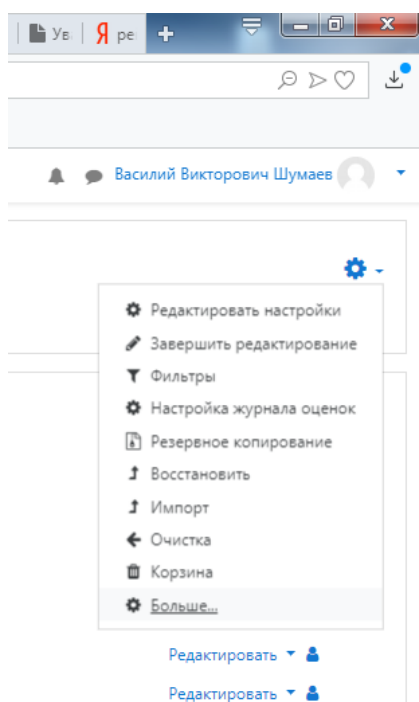 Ув Я ре
Василий Викторович Шумаев
Редактировать настройки
Завершить редактирование
Фильтры
Настройка журнала оценок
Резервное копирование
Восстановить
Импорт
Очистка
Корзина
Больше...
Редактировать
Редактировать